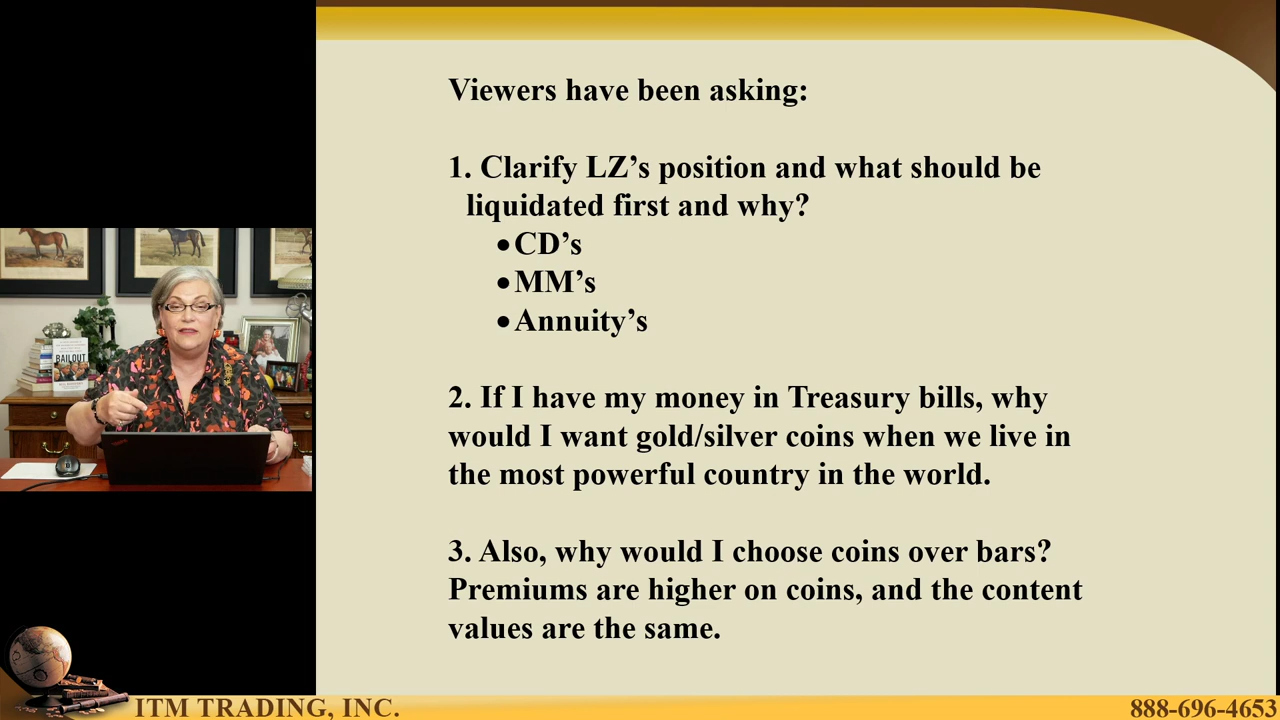 Viewers have been asking:
1. Clarify LZ’s position and what should be
liquidated first and why?
•CD’s
•MM’s
•Annuity’s
2. If I have my money in Treasury bills, why
would I want gold/silver coins when we live in
the most powerful country in the world.
3. Also, why would I choose coins over bars?
Premiums are higher on coins, and the content
values are the same.
BAILOUT
ITM TRADING, INC.
888-696-4653